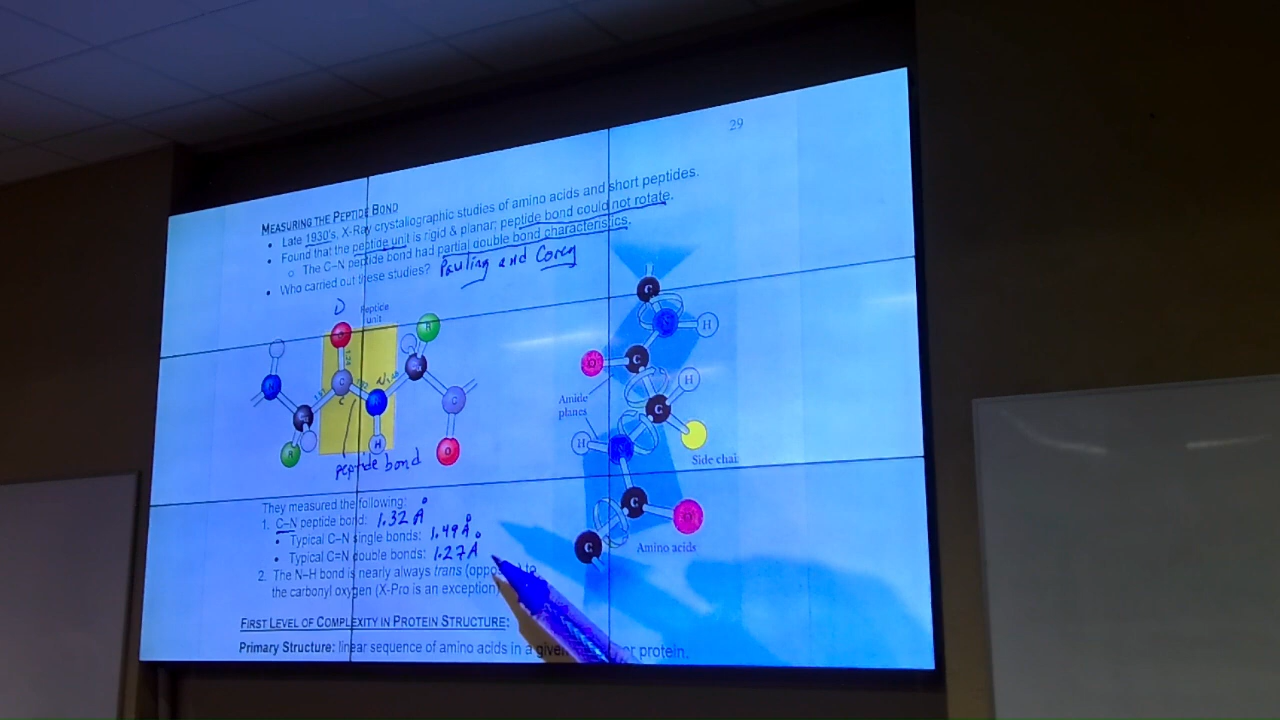 29
MEASURING THE PEPTIDE BOND
• Late 1930's, X-Ray crystallographic studies of amino acids and short peptides.
• Found that the peptide unit is rigid & planar; peptide bond could not rotate.
o The C–N peptide bond had partial double bond characteristics.
• Who carried out these studies? Pauling and Corey
Peptide
unit
O
C
N
H
R
peptide bond
C
N
H
O
C
Amide
planes
H
C
H
N
Side chai
C
O
C
Amino acids
They measured the following:
1. C–N peptide bond: 1.32 Å
• Typical C–N single bonds: 1.49 Å
• Typical C=N double bonds: 1.27 Å
2. The N–H bond is nearly always trans (oppo to
the carbonyl oxygen (X-Pro is an exception)
FIRST LEVEL OF COMPLEXITY IN PROTEIN STRUCTURE:
Primary Structure: linear sequence of amino acids in a given or protein.